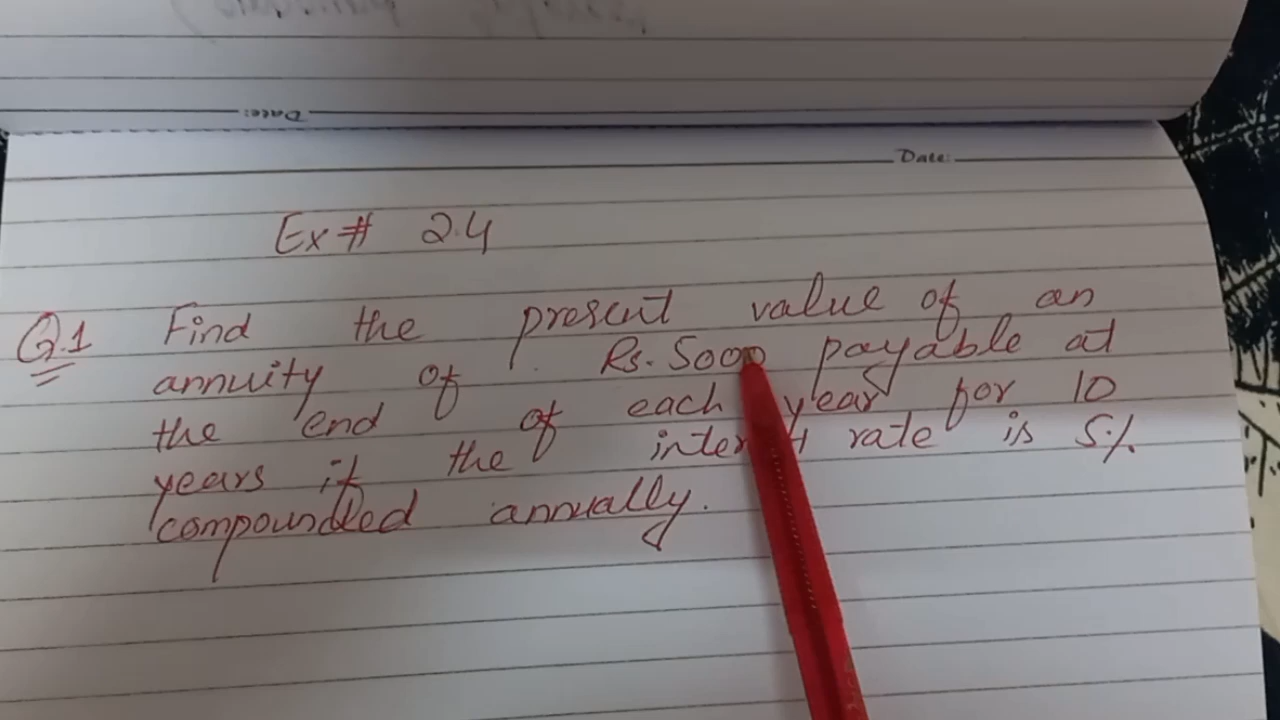 Date:
Date:
Ex# 2.4
Q.1 Find the present value of an
annuity of Rs. 5000 payable at
the end of each year for 10
years if the rate is 5%
compounded annually.